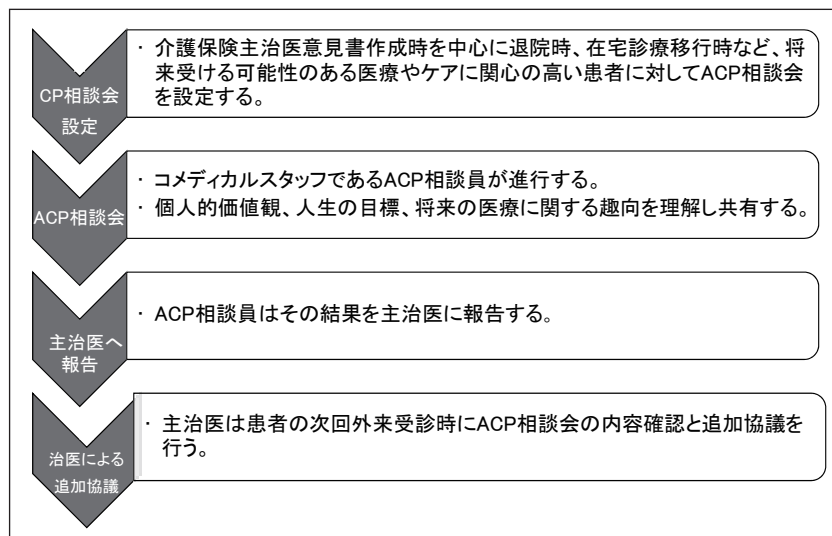 CP相談会
設定
・ 介護保険主治医意見書作成時を中心に退院時、在宅診療移行時など、将
来受ける可能性のある医療やケアに関心の高い患者に対してACP相談会
を設定する。
ACP相談会
・ コメディカルスタッフであるACP相談員が進行する。
・ 個人的価値観、人生の目標、将来の医療に関する趣向を理解し共有する。
主治医へ
報告
・ ACP相談員はその結果を主治医に報告する。
治医による
追加協議
・ 主治医は患者の次回外来受診時にACP相談会の内容確認と追加協議を
行う。